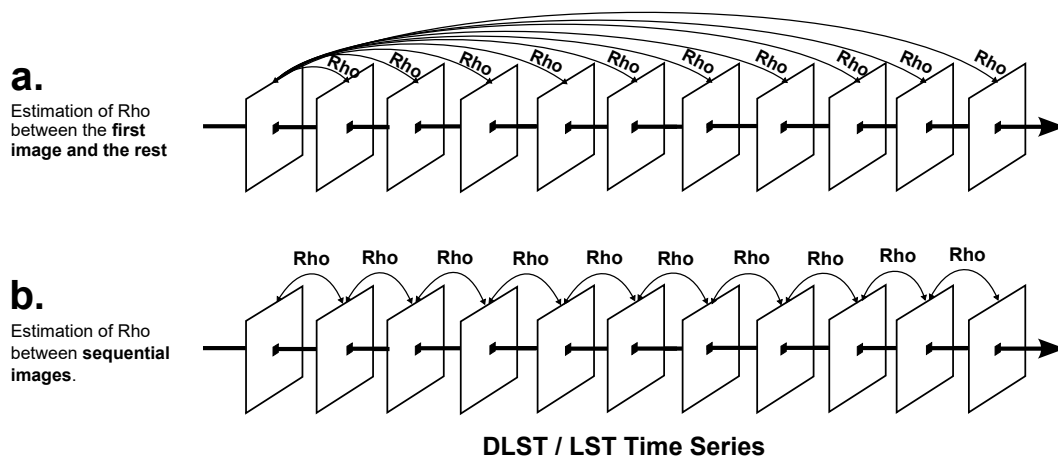 a.
Estimation of Rho
between the first
image and the rest
Rho Rho Rho Rho Rho Rho Rho Rho Rho Rho
b.
Estimation of Rho
between sequential
images.
Rho Rho Rho Rho Rho Rho Rho Rho Rho Rho
DLST / LST Time Series